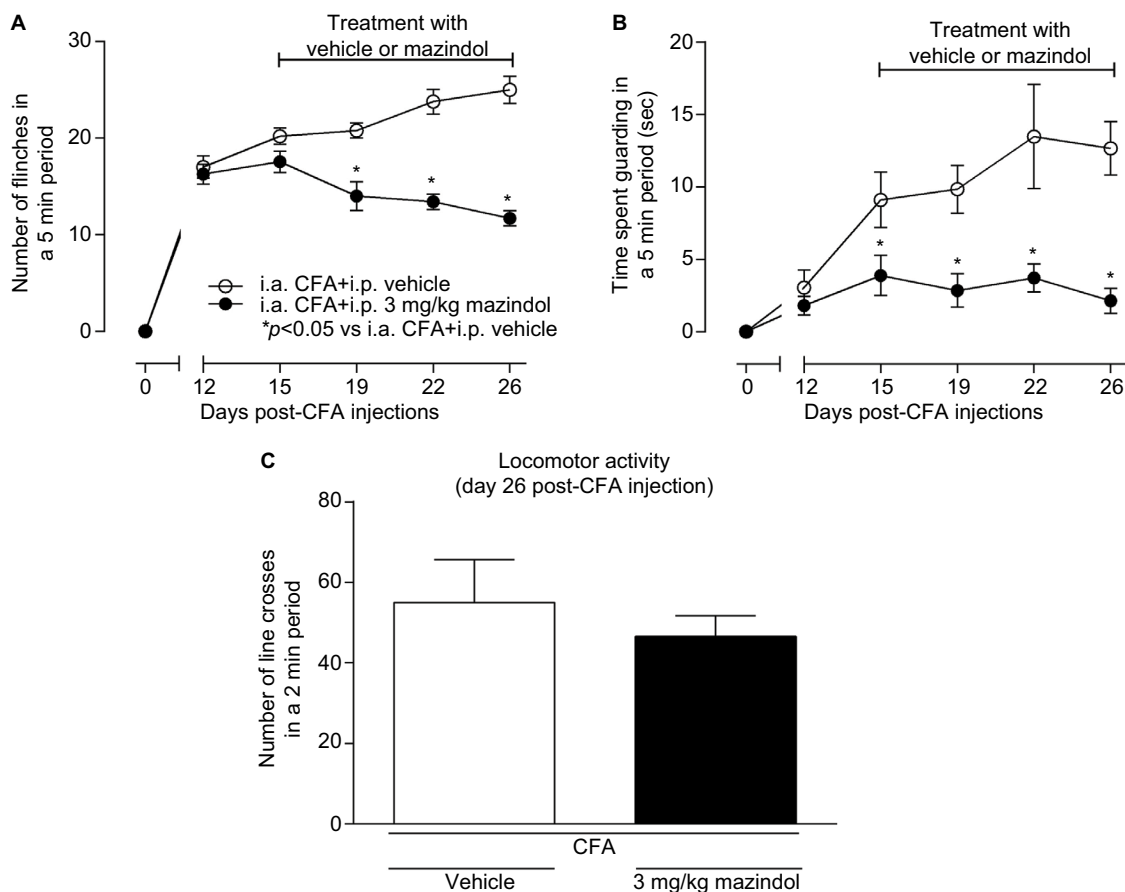 A
Treatment with
vehicle or mazindol
30
20
10
0
Number of flinches in
a 5 min period
*
*
*
i.a. CFA+i.p. vehicle
i.a. CFA+i.p. 3 mg/kg mazindol
*p<0.05 vs i.a. CFA+i.p. vehicle
0 12 15 19 22 26
Days post-CFA injections
B
Treatment with
vehicle or mazindol
20
15
10
5
0
Time spent guarding in
a 5 min period (sec)
*
*
*
*
0 12 15 19 22 26
Days post-CFA injections
C
Locomotor activity
(day 26 post-CFA injection)
80
60
40
20
0
Number of line crosses
in a 2 min period
CFA
Vehicle 3 mg/kg mazindol